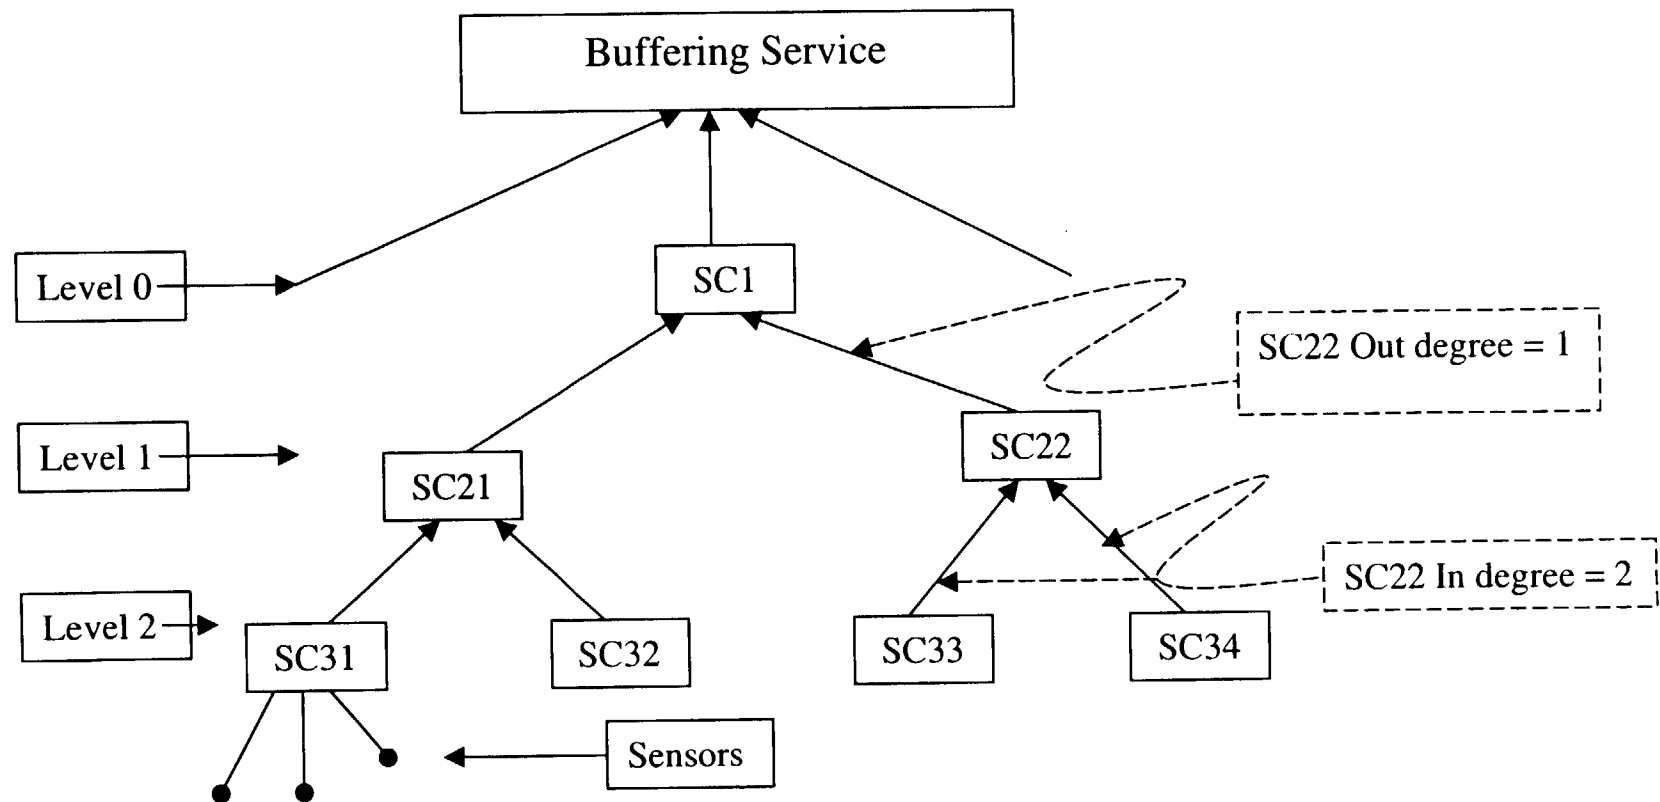 Buffering Service
Level 0
SC1
SC22 Out degree = 1
Level 1
SC21
SC22
SC22 In degree = 2
Level 2
SC31
SC32
SC33
SC34
Sensors